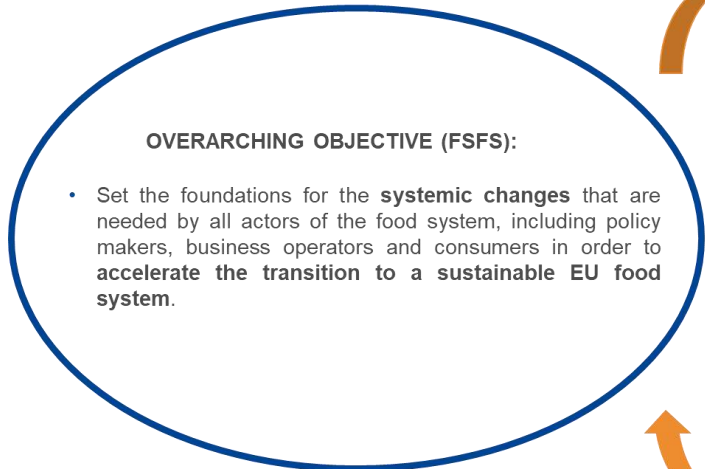 OVERARCHING OBJECTIVE (FSFS):
• Set the foundations for the systemic changes that are
needed by all actors of the food system, including policy
makers, business operators and consumers in order to
accelerate the transition to a sustainable EU food
system.